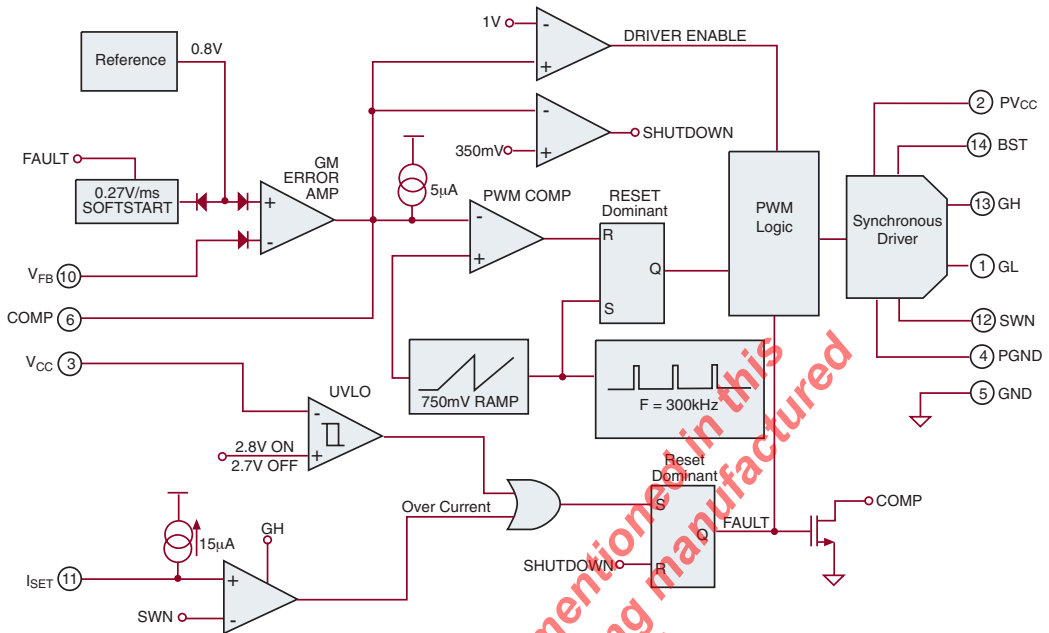 1V
-
+
DRIVER ENABLE
Reference
0.8V
-
+
SHUTDOWN
350mV
FAULT
0.27V/ms
SOFTSTART
GM
ERROR
AMP
+
-
5μA
PWM COMP
-
+
RESET
Dominant
R
Q
S
PWM
Logic
Synchronous
Driver
2 PVCC
14 BST
13 GH
1 GL
12 SWN
4 PGND
5 GND
VFB 10
COMP 6
VCC 3
750mV RAMP
F = 300kHz
UVLO
-
+
2.8V ON
2.7V OFF
Over Current
Reset
Dominant
S
Q
R
FAULT
SHUTDOWN
COMP
15μA
GH
ISET 11
+
-
SWN
mentioned in this
ng manufactured